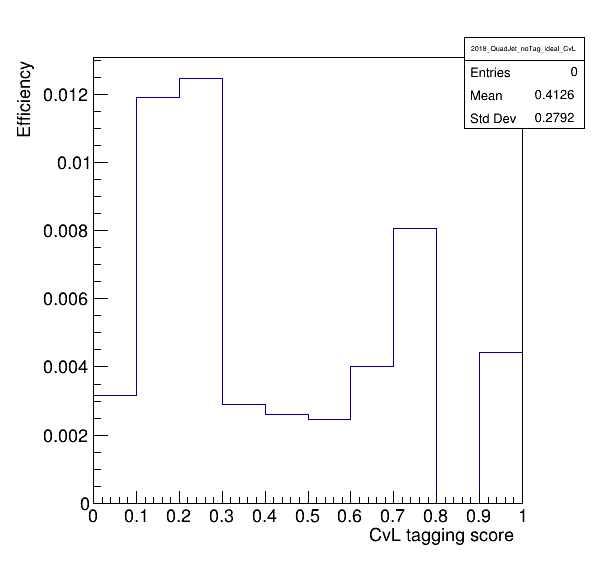 2018_QuadJet_noTag_ideal_CvL
Entries 0
Mean 0.4126
Std Dev 0.2792
Efficiency
0.012
0.01
0.008
0.006
0.004
0.002
0
0 0.1 0.2 0.3 0.4 0.5 0.6 0.7 0.8 0.9 1
CvL tagging score